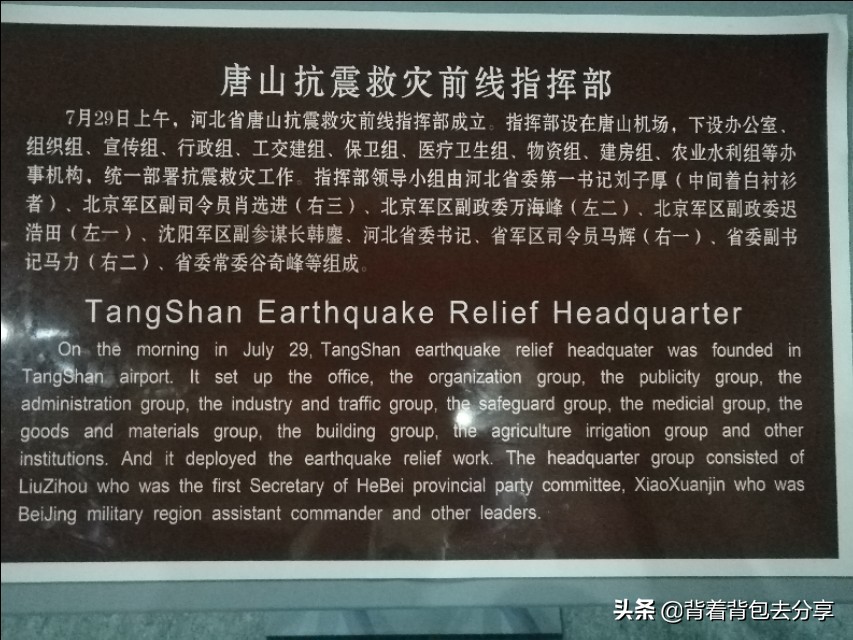 唐山抗震救灾前线指挥部
7月29日上午，河北省唐山抗震救灾前线指挥部成立。指挥部设在唐山机场，下设办公室、
组织组、宣传组、行政组、工交建组、保卫组、医疗卫生组、物资组、建房组、农业水利组等办
事机构，统一部署抗震救灾工作。指挥部领导小组由河北省委第一书记刘子厚（中间着白衬衫
者）、北京军区副司令员肖选进（右三）、北京军区副政委万海峰（左二）、北京军区副政委迟
浩田（左一）、沈阳军区副参谋长韩鏖、河北省委书记、省军区司令员马辉（右一）、省委副书
记马力（右二）、省委常委谷奇峰等组成。
TangShan Earthquake Relief Headquarter
On the morning in July 29, TangShan earthquake relief headquater was founded in
TangShan airport. It set up the office, the organization group, the publicity group, the
administration group, the industry and traffic group, the safeguard group, the medicial group, the
goods and materials group, the building group, the agriculture irrigation group and other
institutions. And it deployed the earthquake relief work. The headquarter group consisted of
LiuZihou who was the first Secretary of HeBei provincial party committee, XiaoXuanjin who was
BeiJing military region assistant commander and other leaders.
头条 @背着背包去分享